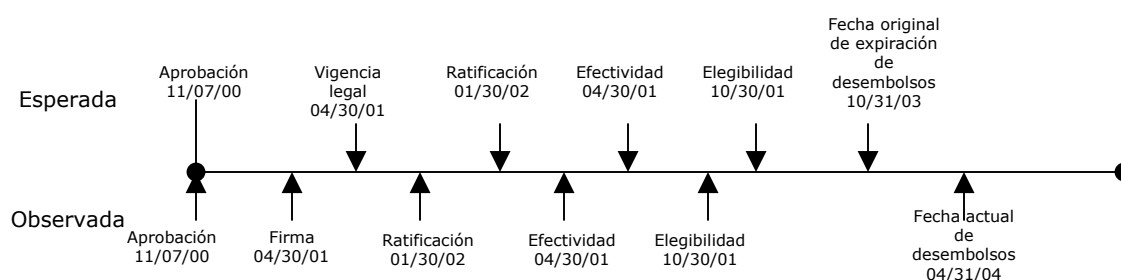 Esperada
Aprobación
11/07/00
Vigencia
legal
04/30/01
Ratificación
01/30/02
Efectividad
04/30/01
Elegibilidad
10/30/01
Fecha original
de expiración
de
desembolsos
10/31/03
Observada
Aprobación
11/07/00
Firma
04/30/01
Ratificación
01/30/02
Efectividad
04/30/01
Elegibilidad
10/30/01
Fecha actual
de
desembolsos
04/31/04